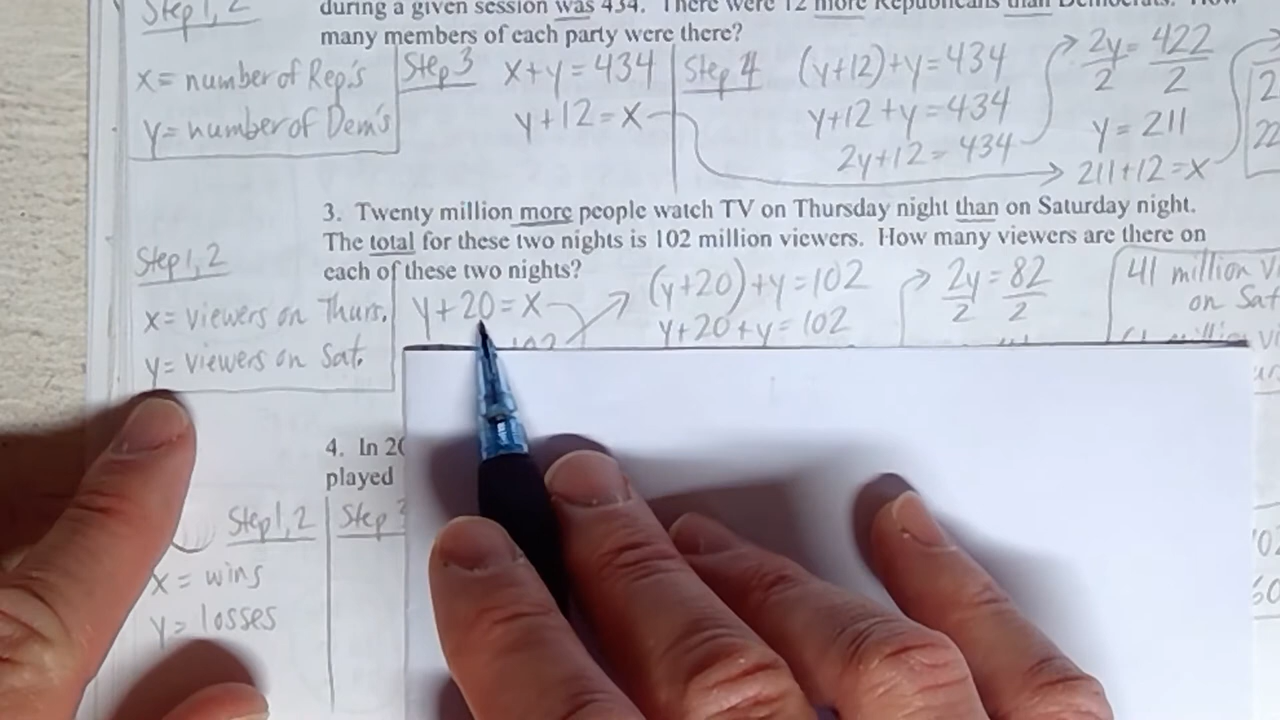 Step 1, 2
during a given session was 434. There were 12 more Republicans than Democrats. How
many members of each party were there?
x = number of Rep's
y = number of Dem's
Step 3
x + y = 434
y + 12 = x
Step 4
(y+12) + y = 434
y + 12 + y = 434
2y + 12 = 434
2y = 422
2 2
y = 211
211 + 12 = x
3. Twenty million more people watch TV on Thursday night than on Saturday night.
The total for these two nights is 102 million viewers. How many viewers are there on
each of these two nights?
Step 1, 2
x = viewers on Thurs.
y = viewers on Sat.
y + 20 = x
(y+20) + y = 102
y + 20 + y = 102
2y = 82
2 2
41 million
on Sat
4. In
played
Step 1, 2
x = wins
y = losses
Step